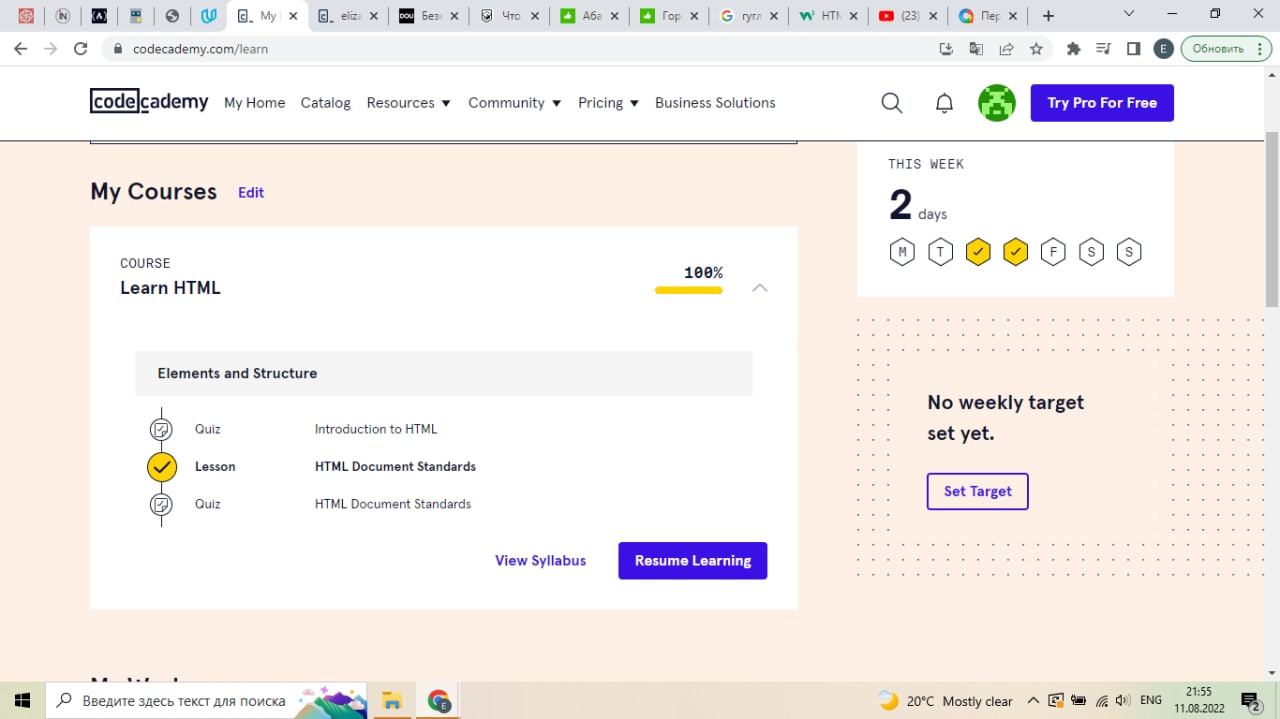 My
eliza
DOU
Без
Что
Аба
Гор
гугл
HTM
(23)
Пер
codecademy.com/learn
E
Обновить
codecademy
My Home
Catalog
Resources
Community
Pricing
Business Solutions
Try Pro For Free
My Courses
Edit
COURSE
Learn HTML
100%
Elements and Structure
Quiz Introduction to HTML
Lesson HTML Document Standards
Quiz HTML Document Standards
View Syllabus
Resume Learning
THIS WEEK
2 days
M T F S S
No weekly target
set yet.
Set Target
Введите здесь текст для поиска
E
20°C Mostly clear
ENG
21:55
11.08.2022
2